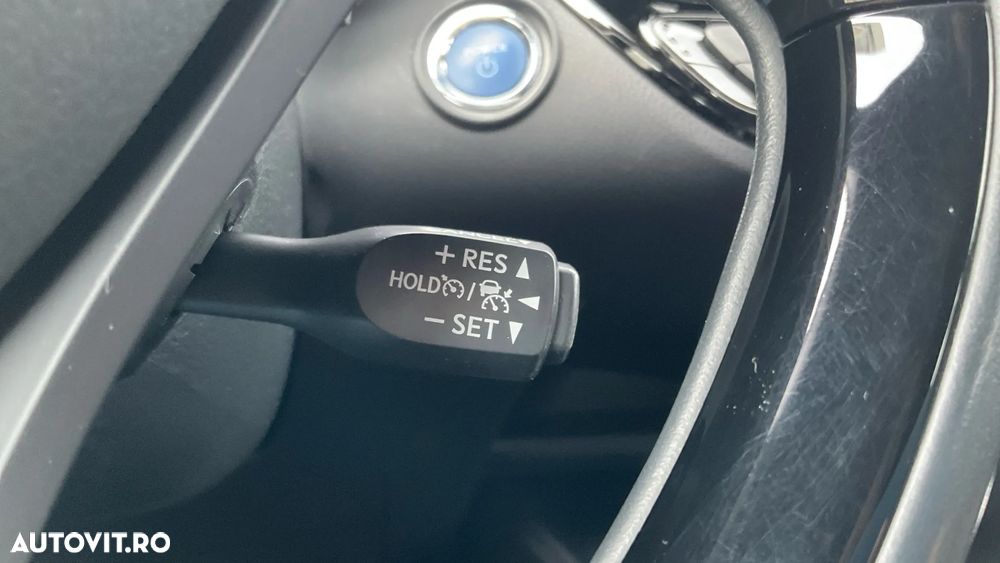 + RES ▲
HOLD / ◀
− SET ▼
AUTOVIT.RO